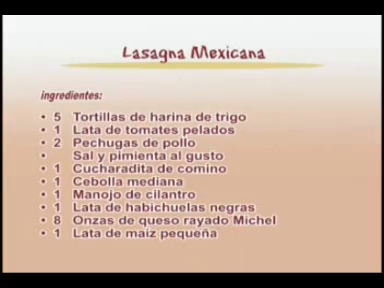 Lasagna Mexicana
ingredientes:
• 5 Tortillas de harina de trigo
• 1 Lata de tomates pelados
• 2 Pechugas de pollo
• Sal y pimienta al gusto
• 1 Cucharadita de comino
• 1 Cebolla mediana
• 1 Manojo de cilantro
• 1 Lata de habichuelas negras
• 8 Onzas de queso rayado Michel
• 1 Lata de maiz pequeña